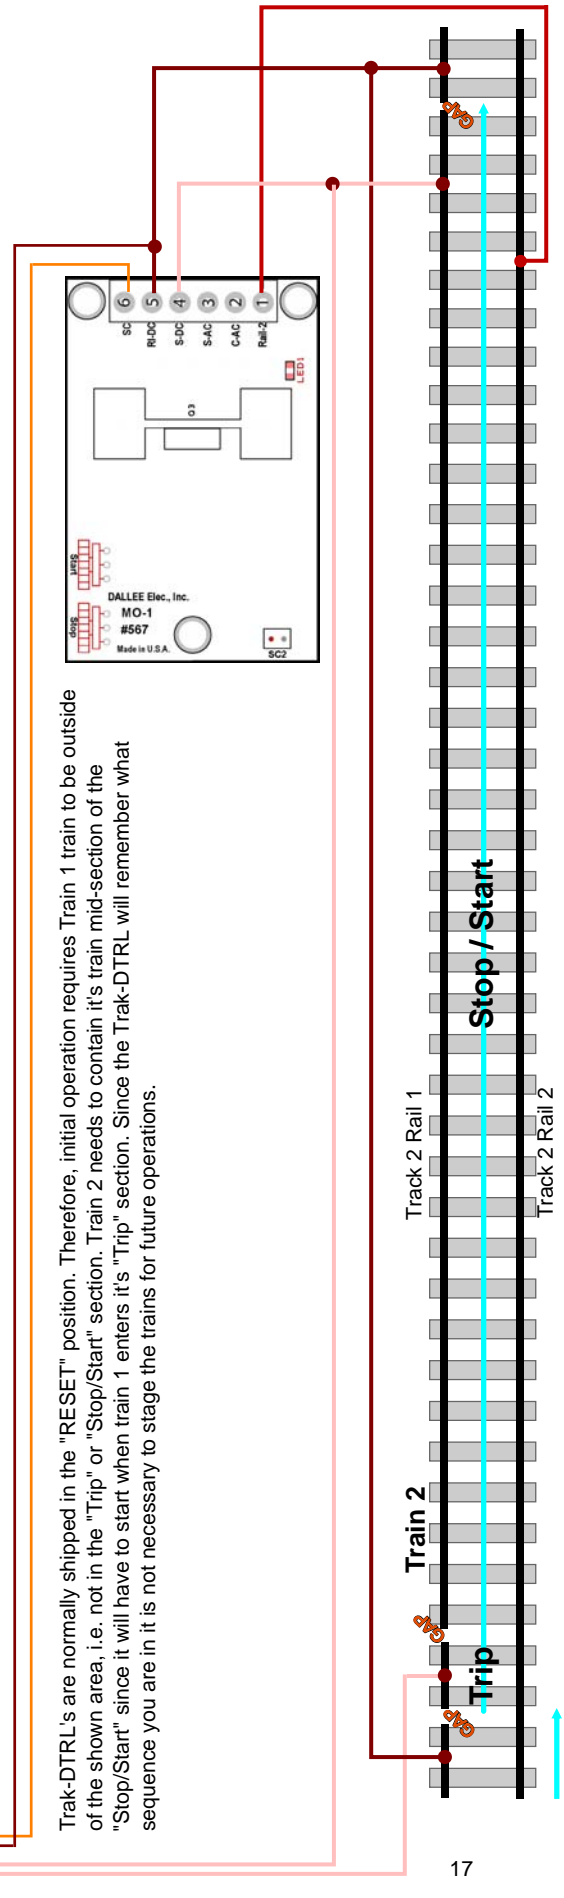 Trak-DTRL's are normally shipped in the "RESET" position. Therefore, initial operation requires Train 1 train to be outside
of the shown area, i.e. not in the "Trip" or "Stop/Start" section. Train 2 needs to contain it's train mid-section of the
"Stop/Start" since it will have to start when train 1 enters it's "Trip" section. Since the Trak-DTRL will remember what
sequence you are in it is not necessary to stage the trains for future operations.
6
5
4
3
2
1
SC
RI-DC
S-DC
S-AC
C-AC
Rail-2
LED1
Q3
Start
Stop
DALLEE Elec., Inc.
MO-1
#567
Made in U.S.A.
SC2
GAP
Stop / Start
Track 2 Rail 1
Track 2 Rail 2
Train 2
GAP
Trip
GAP
17